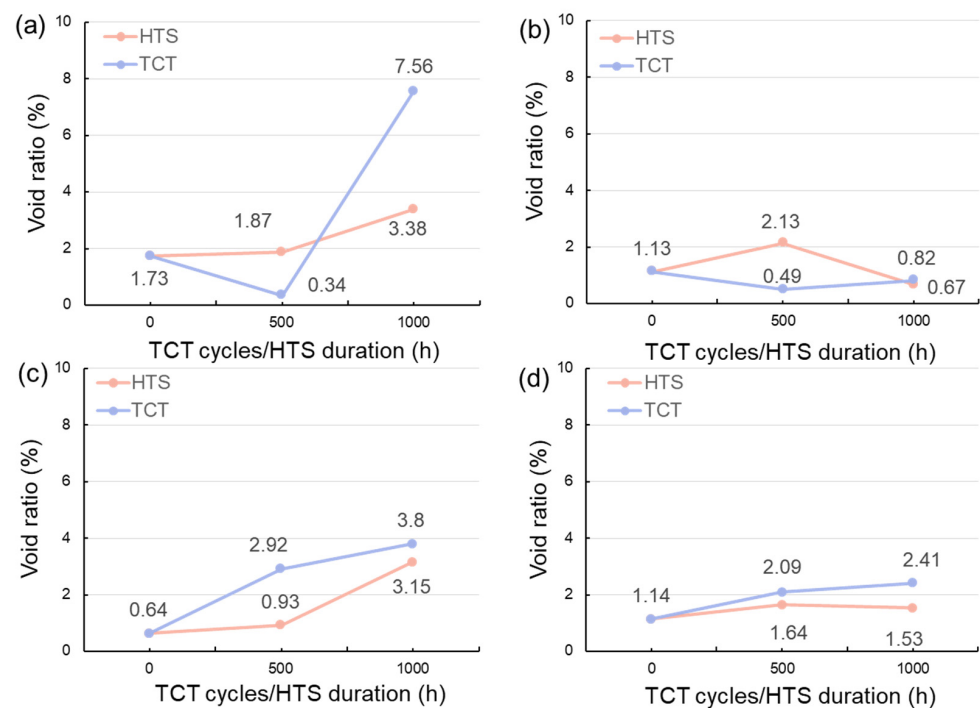 (a)
10
8
6
4
2
0
Void ratio (%)
HTS
TCT
7.56
1.87
3.38
1.73
0.34
0 500 1000
TCT cycles/HTS duration (h)
(b)
10
8
6
4
2
0
Void ratio (%)
HTS
TCT
2.13
1.13
0.82
0.49
0.67
0 500 1000
TCT cycles/HTS duration (h)
(c)
10
8
6
4
2
0
Void ratio (%)
HTS
TCT
3.8
2.92
3.15
0.64
0.93
0 500 1000
TCT cycles/HTS duration (h)
(d)
10
8
6
4
2
0
Void ratio (%)
HTS
TCT
2.41
2.09
1.14
1.64
1.53
0 500 1000
TCT cycles/HTS duration (h)